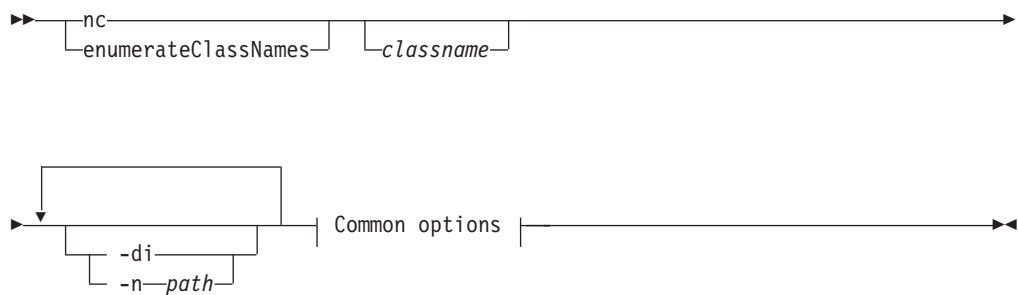 nc
enumerateClassNames
classname
Common options
-di
-n path